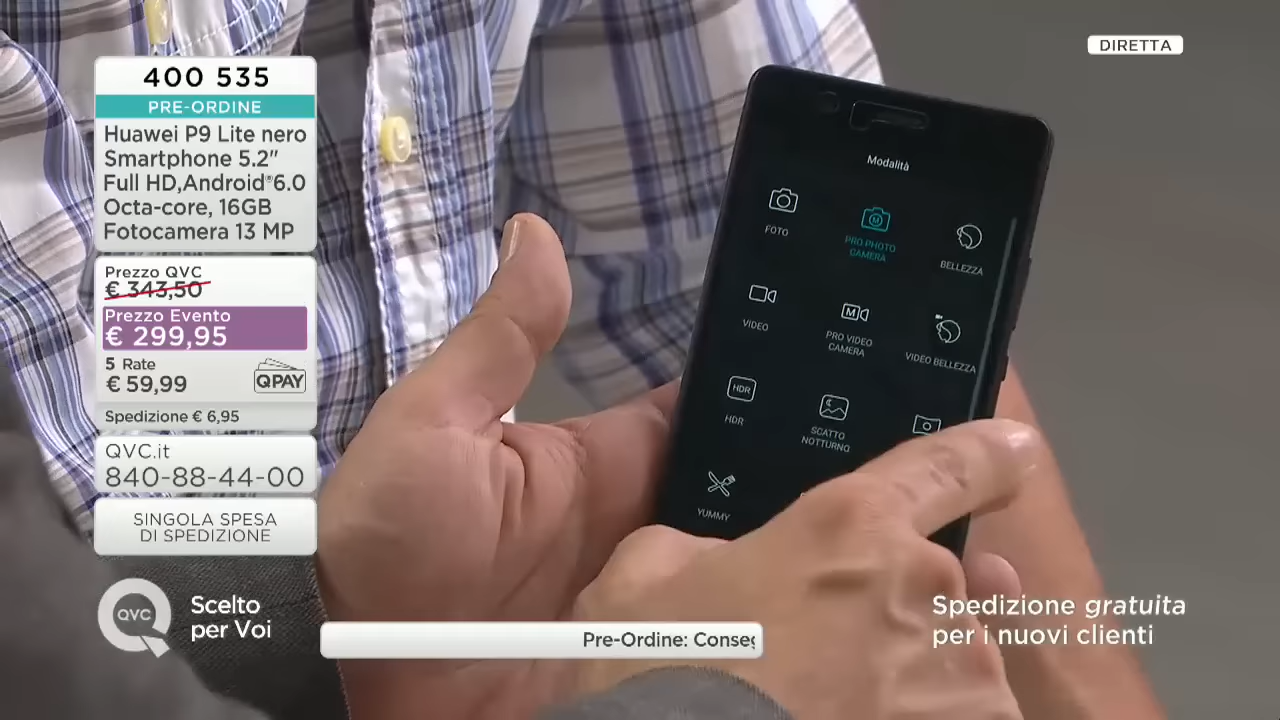 DIRETTA
400 535
PRE-ORDINE
Huawei P9 Lite nero
Smartphone 5.2"
Full HD,Android®6.0
Octa-core, 16GB
Fotocamera 13 MP
Prezzo QVC
€ 343,50
Prezzo Evento
€ 299,95
5 Rate
€ 59,99
QPAY
Spedizione € 6,95
QVC.it
840-88-44-00
SINGOLA SPESA
DI SPEDIZIONE
QVC
Scelto
per Voi
Pre-Ordine: Conseg
Spedizione gratuita
per i nuovi clienti
Modalità
FOTO
PRO PHOTO
CAMERA
BELLEZZA
VIDEO
PRO VIDEO
CAMERA
VIDEO BELLEZZA
HDR
HDR
SCATTO
NOTTURNO
YUMMY